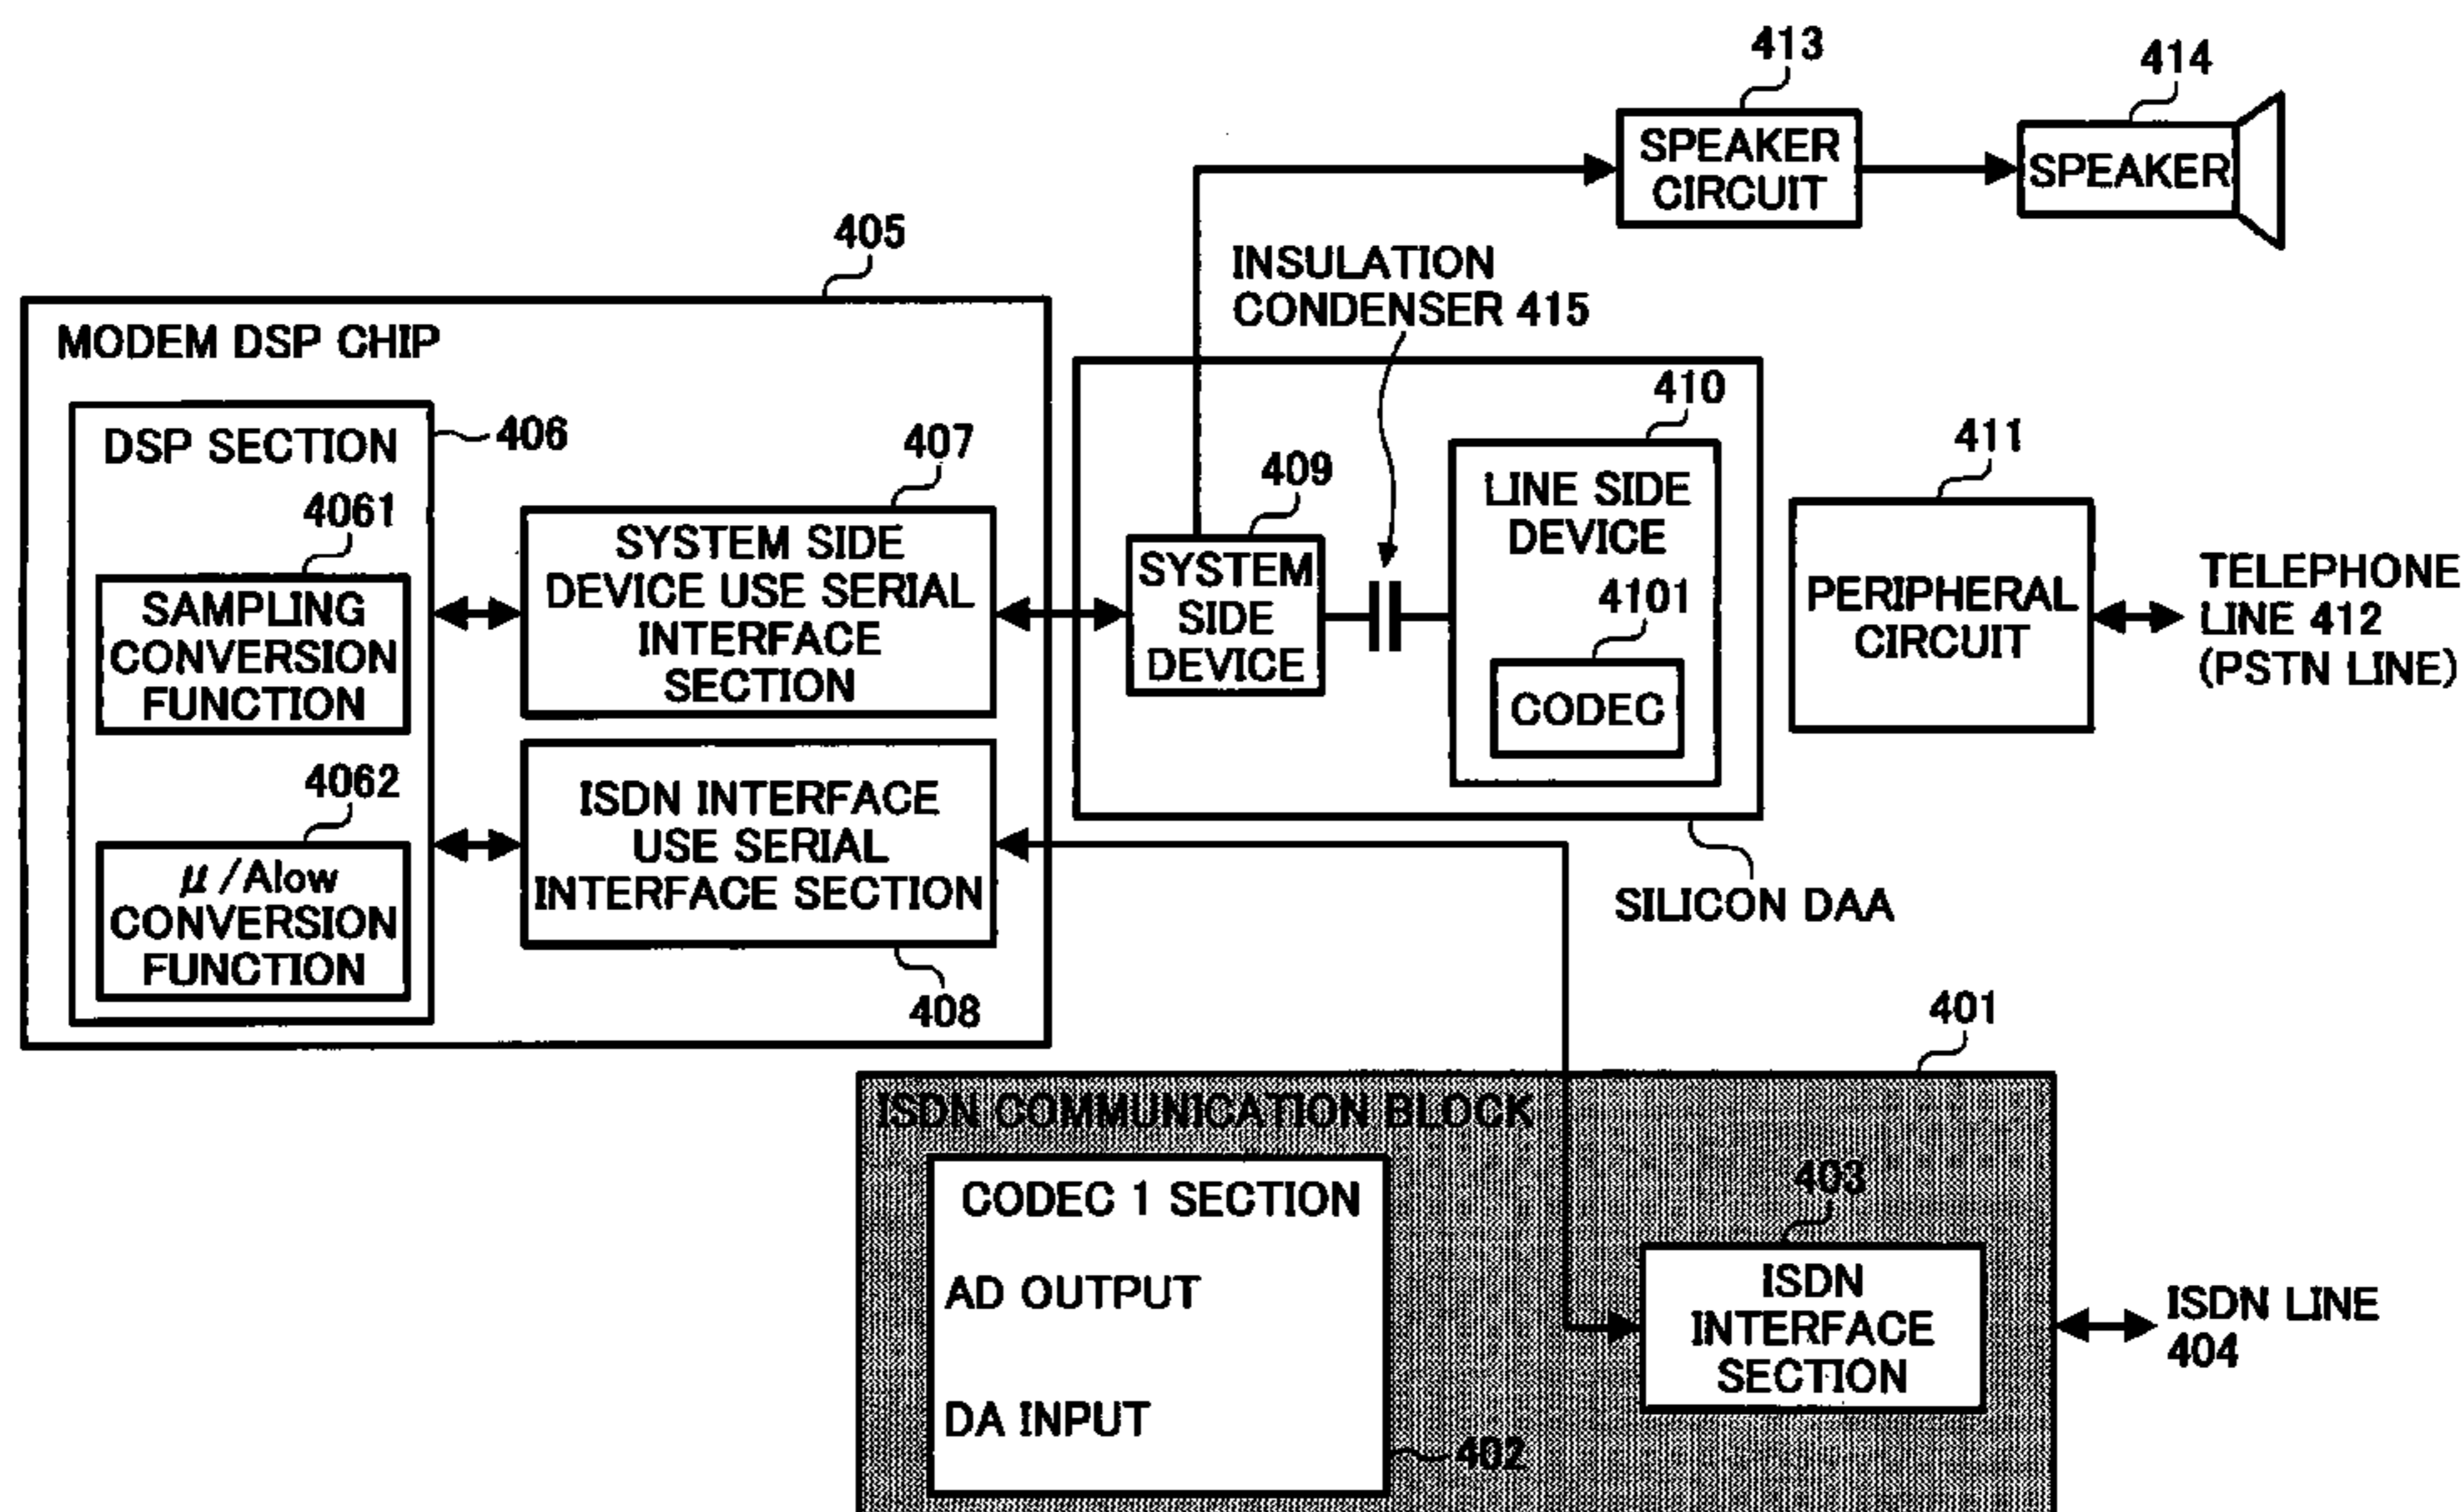 413
414
SPEAKER
CIRCUIT
SPEAKER
405
INSULATION
CONDENSER 415
MODEM DSP CHIP
410
DSP SECTION
406
407
409
411
LINE SIDE
DEVICE
4061
SYSTEM SIDE
DEVICE USE SERIAL
INTERFACE
SECTION
SYSTEM
SIDE
DEVICE
4101
CODEC
PERIPHERAL
CIRCUIT
TELEPHONE
LINE 412
(PSTN LINE)
SAMPLING
CONVERSION
FUNCTION
4062
ISDN INTERFACE
USE SERIAL
INTERFACE SECTION
μ/Alow
CONVERSION
FUNCTION
SILICON DAA
408
401
ISDN COMMUNICATION BLOCK
CODEC 1 SECTION
403
AD OUTPUT
ISDN
INTERFACE
SECTION
ISDN LINE
404
DA INPUT
402